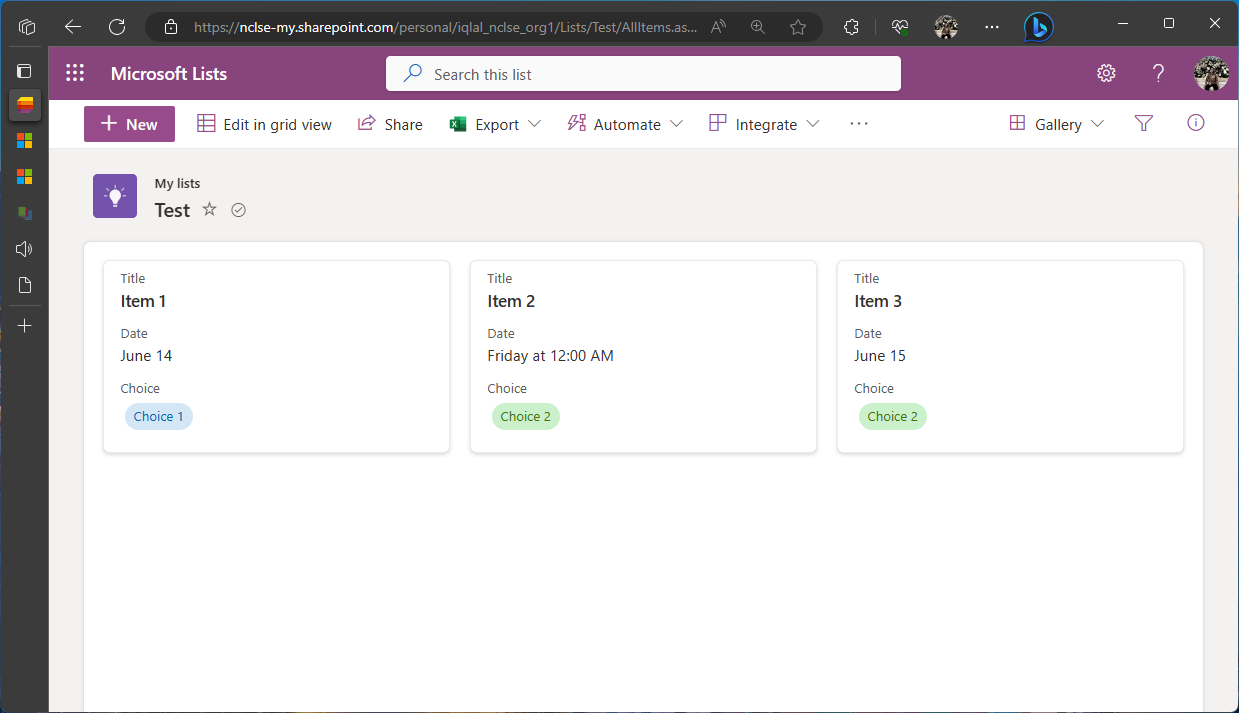 https://nclse-my.sharepoint.com/personal/iqlal_nclse_org1/Lists/Test/AllItems.as...
Microsoft Lists
Search this list
New
Edit in grid view
Share
Export
Automate
Integrate
Gallery
My lists
Test
Title
Item 1
Date
June 14
Choice
Choice 1
Title
Item 2
Date
Friday at 12:00 AM
Choice
Choice 2
Title
Item 3
Date
June 15
Choice
Choice 2